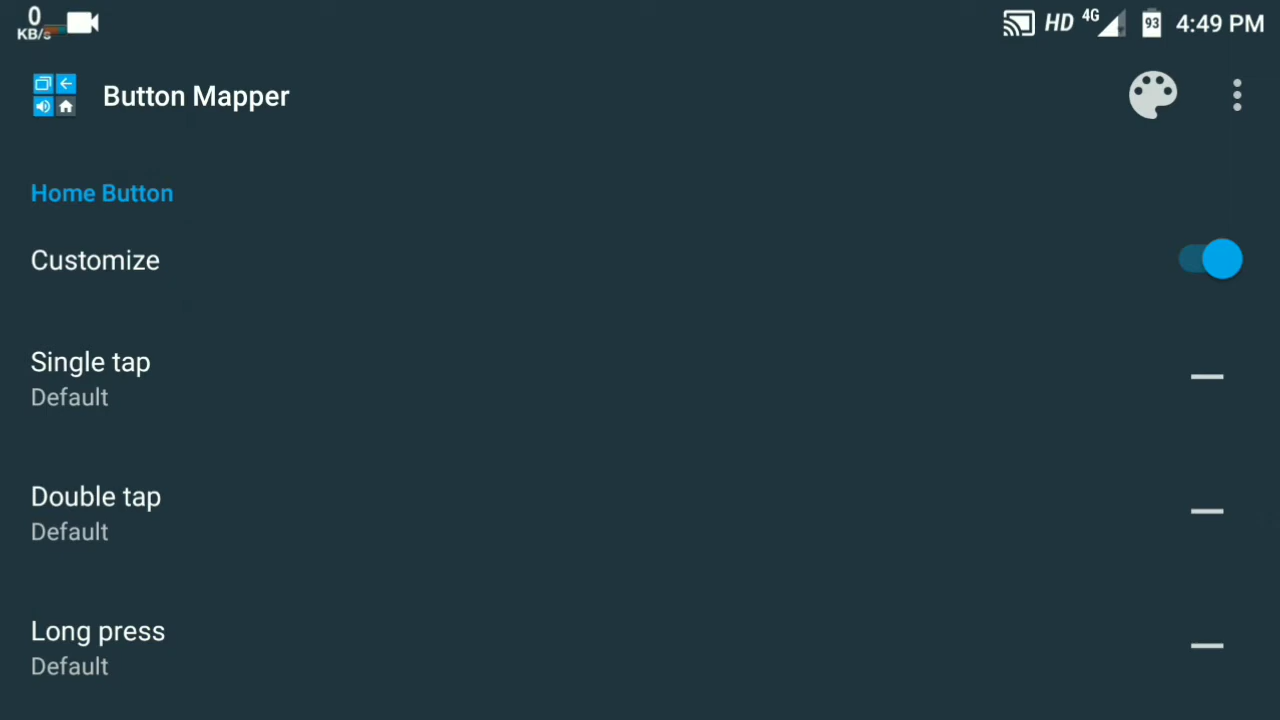 0
KB/s
HD 4G 93 4:49 PM
Button Mapper
Home Button
Customize
Single tap
Default
Double tap
Default
Long press
Default